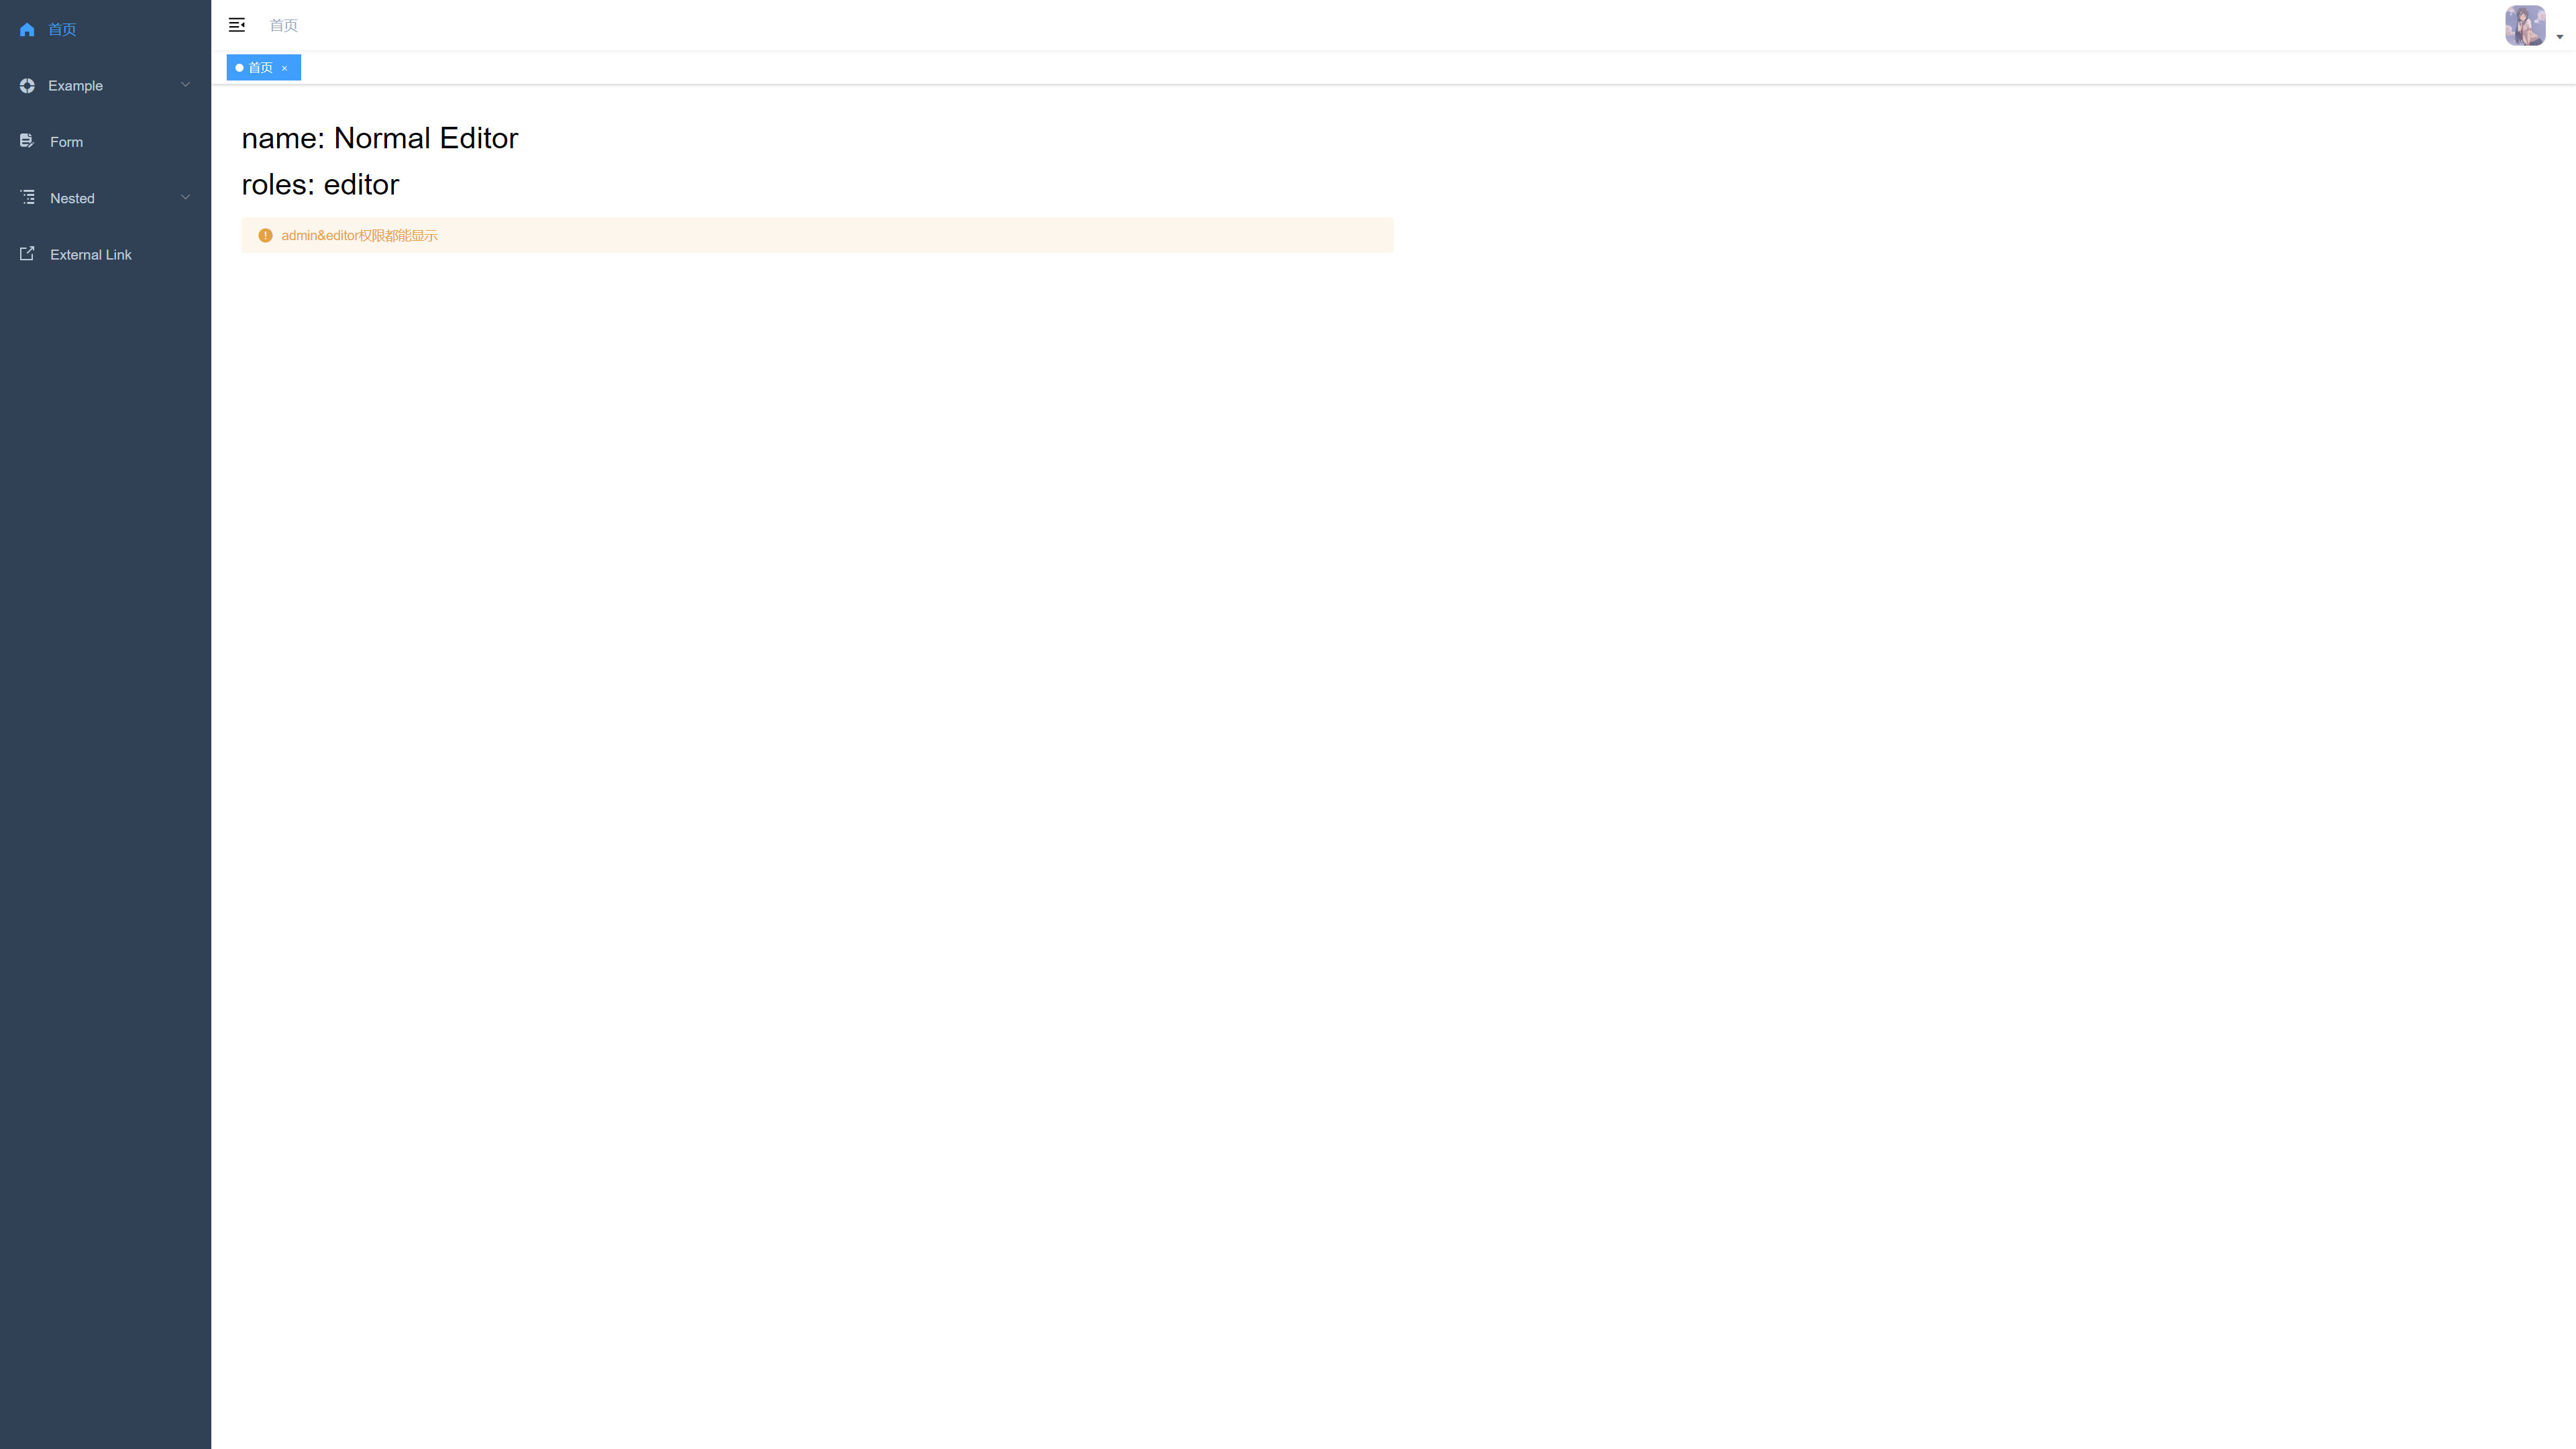 首页
Example
Form
Nested
External Link
首页
首页 ×
name: Normal Editor
roles: editor
admin&editor权限都能显示